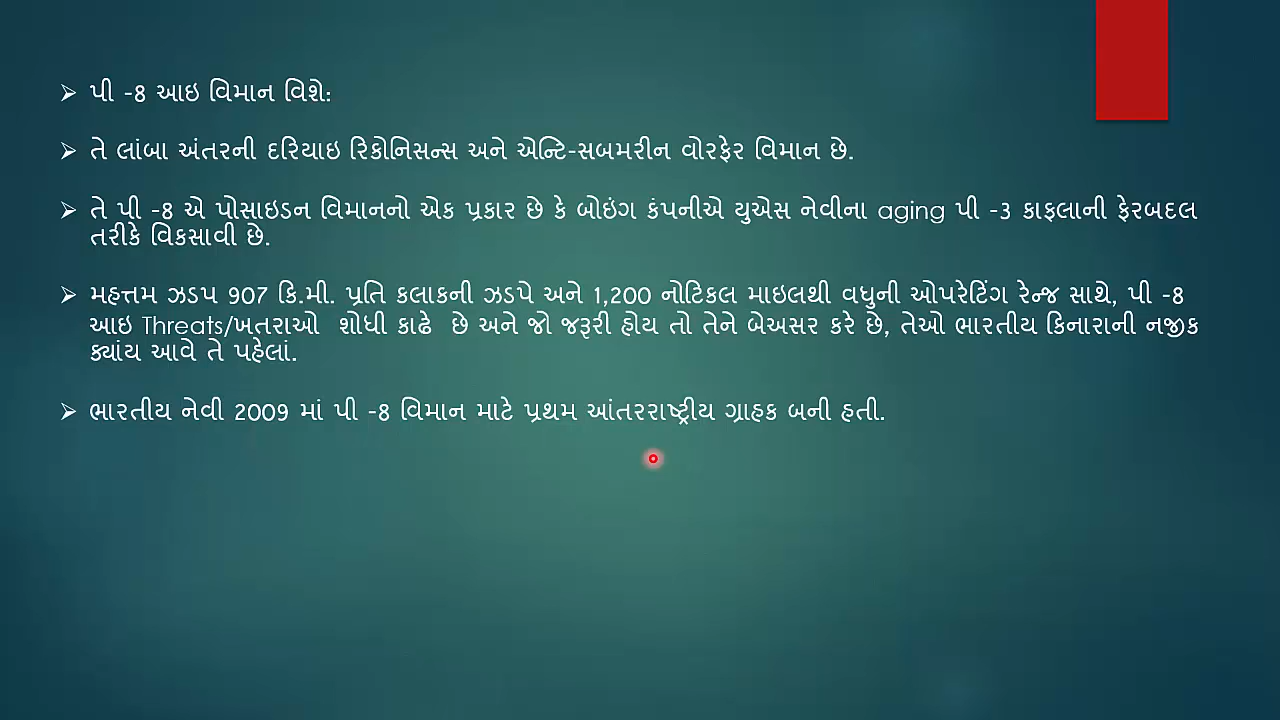 ➢ પી -8 આઇ વિમાન વિશે:
➢ તે લાંબા અંતરની દરિયાઇ રિકોનિસન્સ અને એન્ટિ-સબમરીન વોરફેર વિમાન છે.
➢ તે પી -8 એ પોસાઇડન વિમાનનો એક પ્રકાર છે કે બોઇંગ કંપનીએ યુએસ નેવીના aging પી -૩ કાફલાની ફેરબદલ
તરીકે વિકસાવી છે.
➢ મહત્તમ ઝડપ 907 કિ.મી. પ્રતિ કલાકની ઝડપે અને 1,200 નોટિકલ માઇલથી વધુની ઓપરેટિંગ રેન્જ સાથે, પી -8
આઇ Threats/ખતરાઓ શોધી કાઢે છે અને જો જરૂરી હોય તો તેને બેઅસર કરે છે, તેઓ ભારતીય કિનારાની નજીક
ક્યાંય આવે તે પહેલાં.
➢ ભારતીય નેવી 2009 માં પી -8 વિમાન માટે પ્રથમ આંતરરાષ્ટ્રીય ગ્રાહક બની હતી.